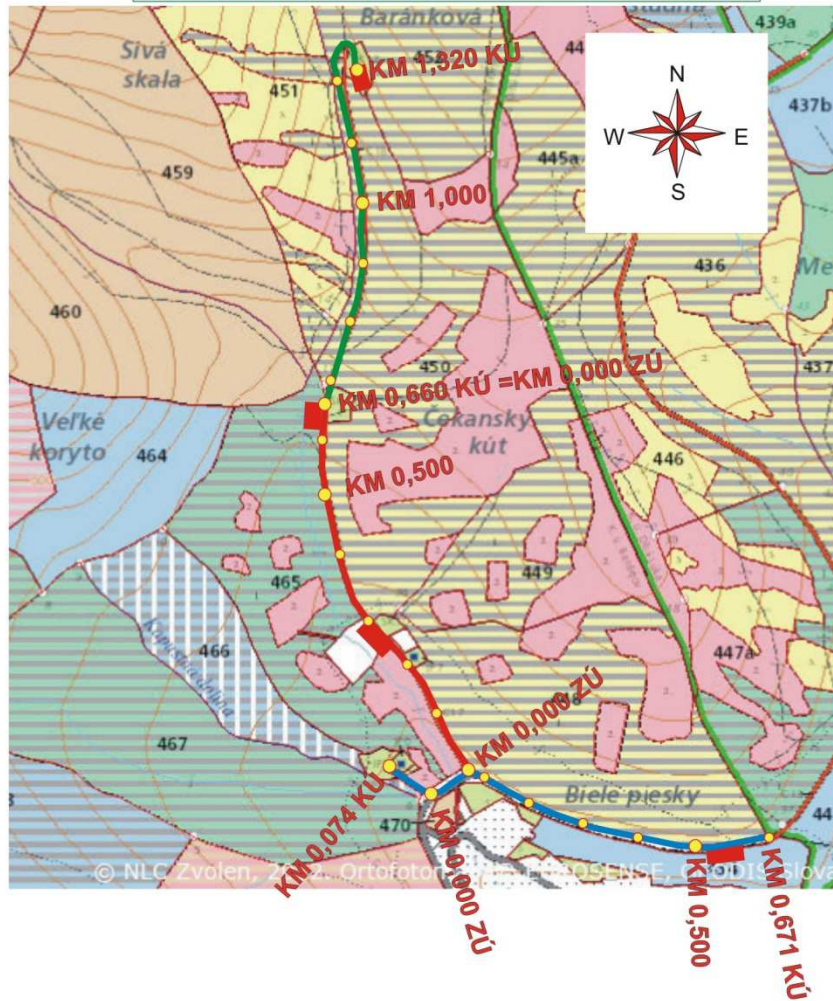 Baránková
Sivá
skala
439a
451
KM 1,320 KÚ
N
W
E
S
437b
459
445a
KM 1,000
436
460
450
437
KM 0,660 KÚ =KM 0,000 ZÚ
Čokansky
kút
Veľké
koryto
464
446
KM 0,500
465
449
466
447a
KM 0,000 ZÚ
467
Biele piesky
470
KM 0,074 KÚ
KM 0,000 ZÚ
KM 0,500
KM 0,671 KÚ
© NLC Zvolen,